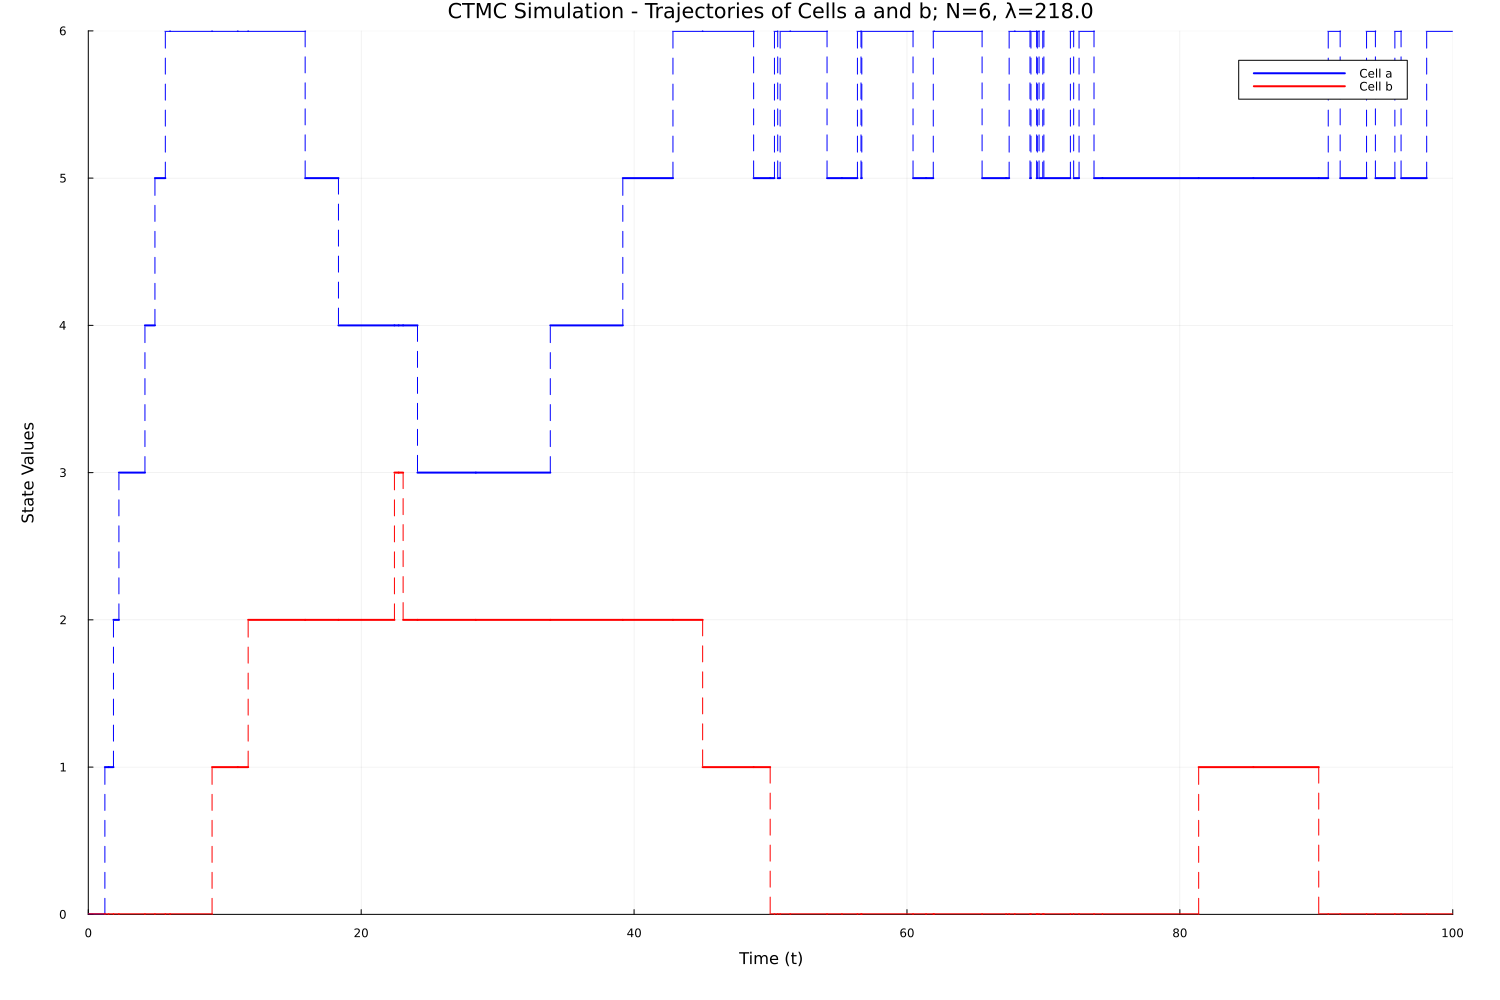 CTMC Simulation - Trajectories of Cells a and b; N=6, λ=218.0
6
Cell a
Cell b
5
4
3
State Values
2
1
0
0 20 40 60 80 100
Time (t)